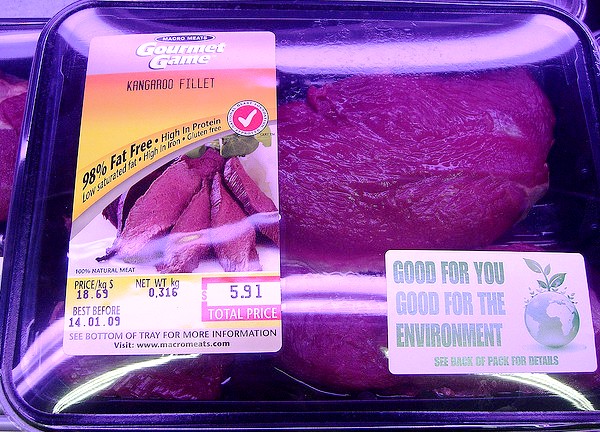 MACRO MEATS
Gourmet
Game
KANGAROO FILLET
98% Fat Free • High In Protein
Low saturated fat • High In Iron • Gluten free
100% NATURAL MEAT
PRICE/kg $ NET WT kg
18.69 0.316 $ 5.91
BEST BEFORE TOTAL PRICE
14.01.09
SEE BOTTOM OF TRAY FOR MORE INFORMATION
Visit: www.macromeats.com
GOOD FOR YOU
GOOD FOR THE
ENVIRONMENT
SEE BACK OF PACK FOR DETAILS